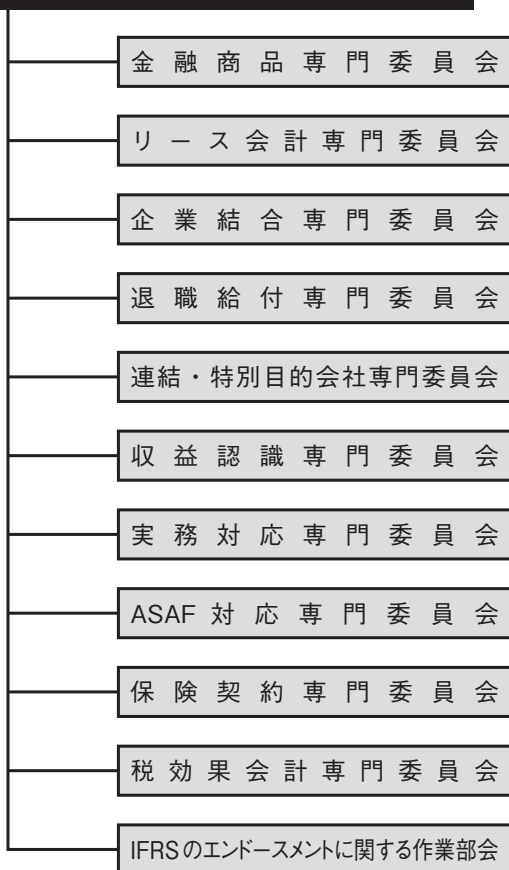 金融商品専門委員会
リース会計専門委員会
企業結合専門委員会
退職給付専門委員会
連結・特別目的会社専門委員会
収益認識専門委員会
実務対応専門委員会
ASAF対応専門委員会
保険契約専門委員会
税効果会計専門委員会
IFRSのエンドースメントに関する作業部会